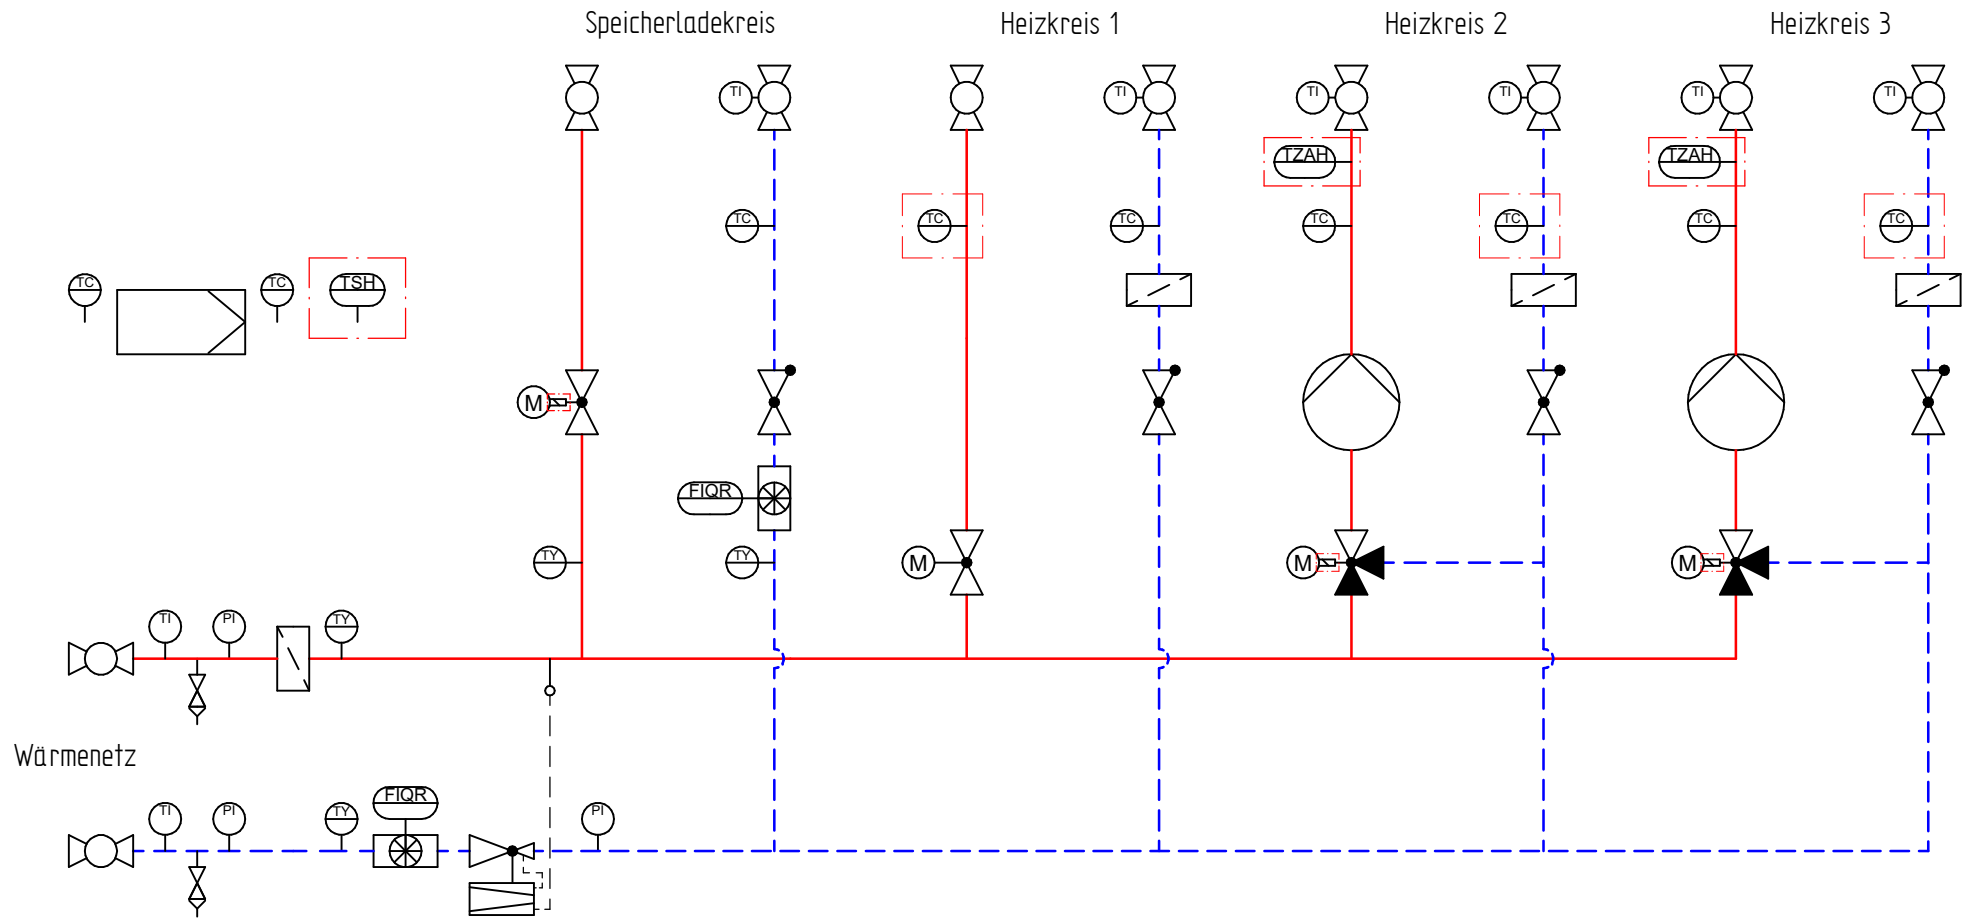 Speicherladekreis Heizkreis 1 Heizkreis 2 Heizkreis 3
TI TI TI TI TI TI
TZAH TZAH
TC TC TC TC TC TC TC
TC TC TSH
M
FIQR
TY TY M M M
TI PI TY
Wärmenetz
FIQR
TI PI TY PI